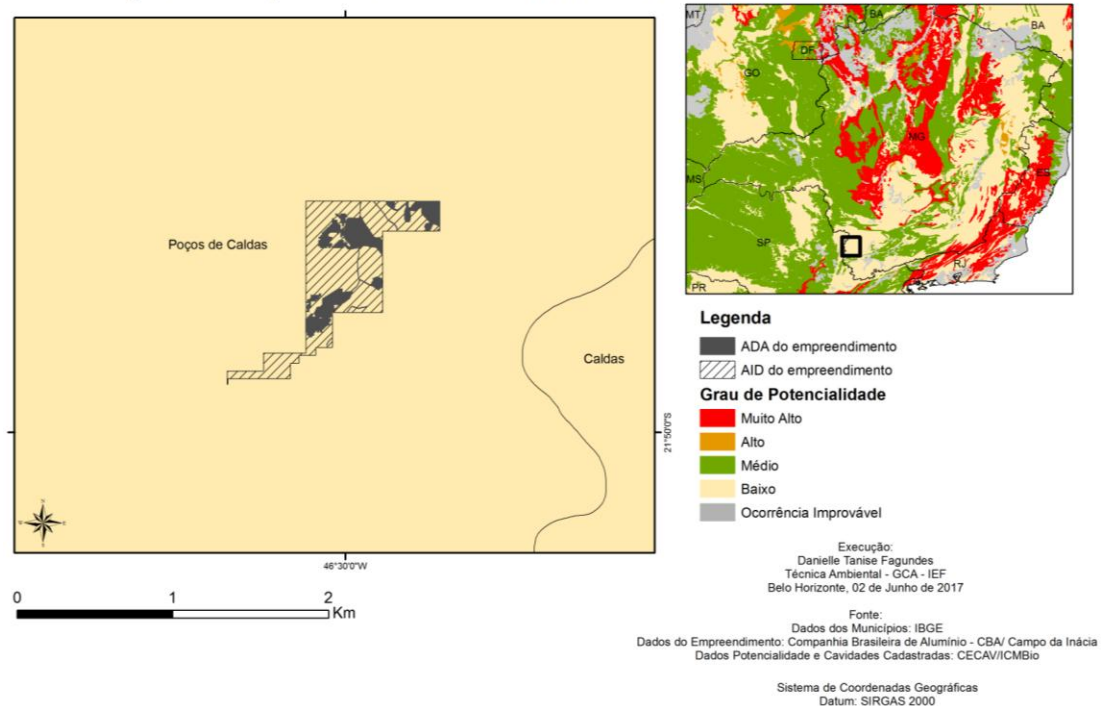 Poços de Caldas
Caldas
21°50'0"S
46°30'0"W
0
1
2
Km
MT
BA
BA
DF
GO
MG
MS
ES
SP
RJ
PR
Legenda
ADA do empreendimento
AID do empreendimento
Grau de Potencialidade
Muito Alto
Alto
Médio
Baixo
Ocorrência Improvável
Execução:
Danielle Tanise Fagundes
Técnica Ambiental - GCA - IEF
Belo Horizonte, 02 de Junho de 2017
Fonte:
Dados dos Municípios: IBGE
Dados do Empreendimento: Companhia Brasileira de Alumínio - CBA/ Campo da Inácia
Dados Potencialidade e Cavidades Cadastradas: CECAV/ICMBio
Sistema de Coordenadas Geográficas
Datum: SIRGAS 2000